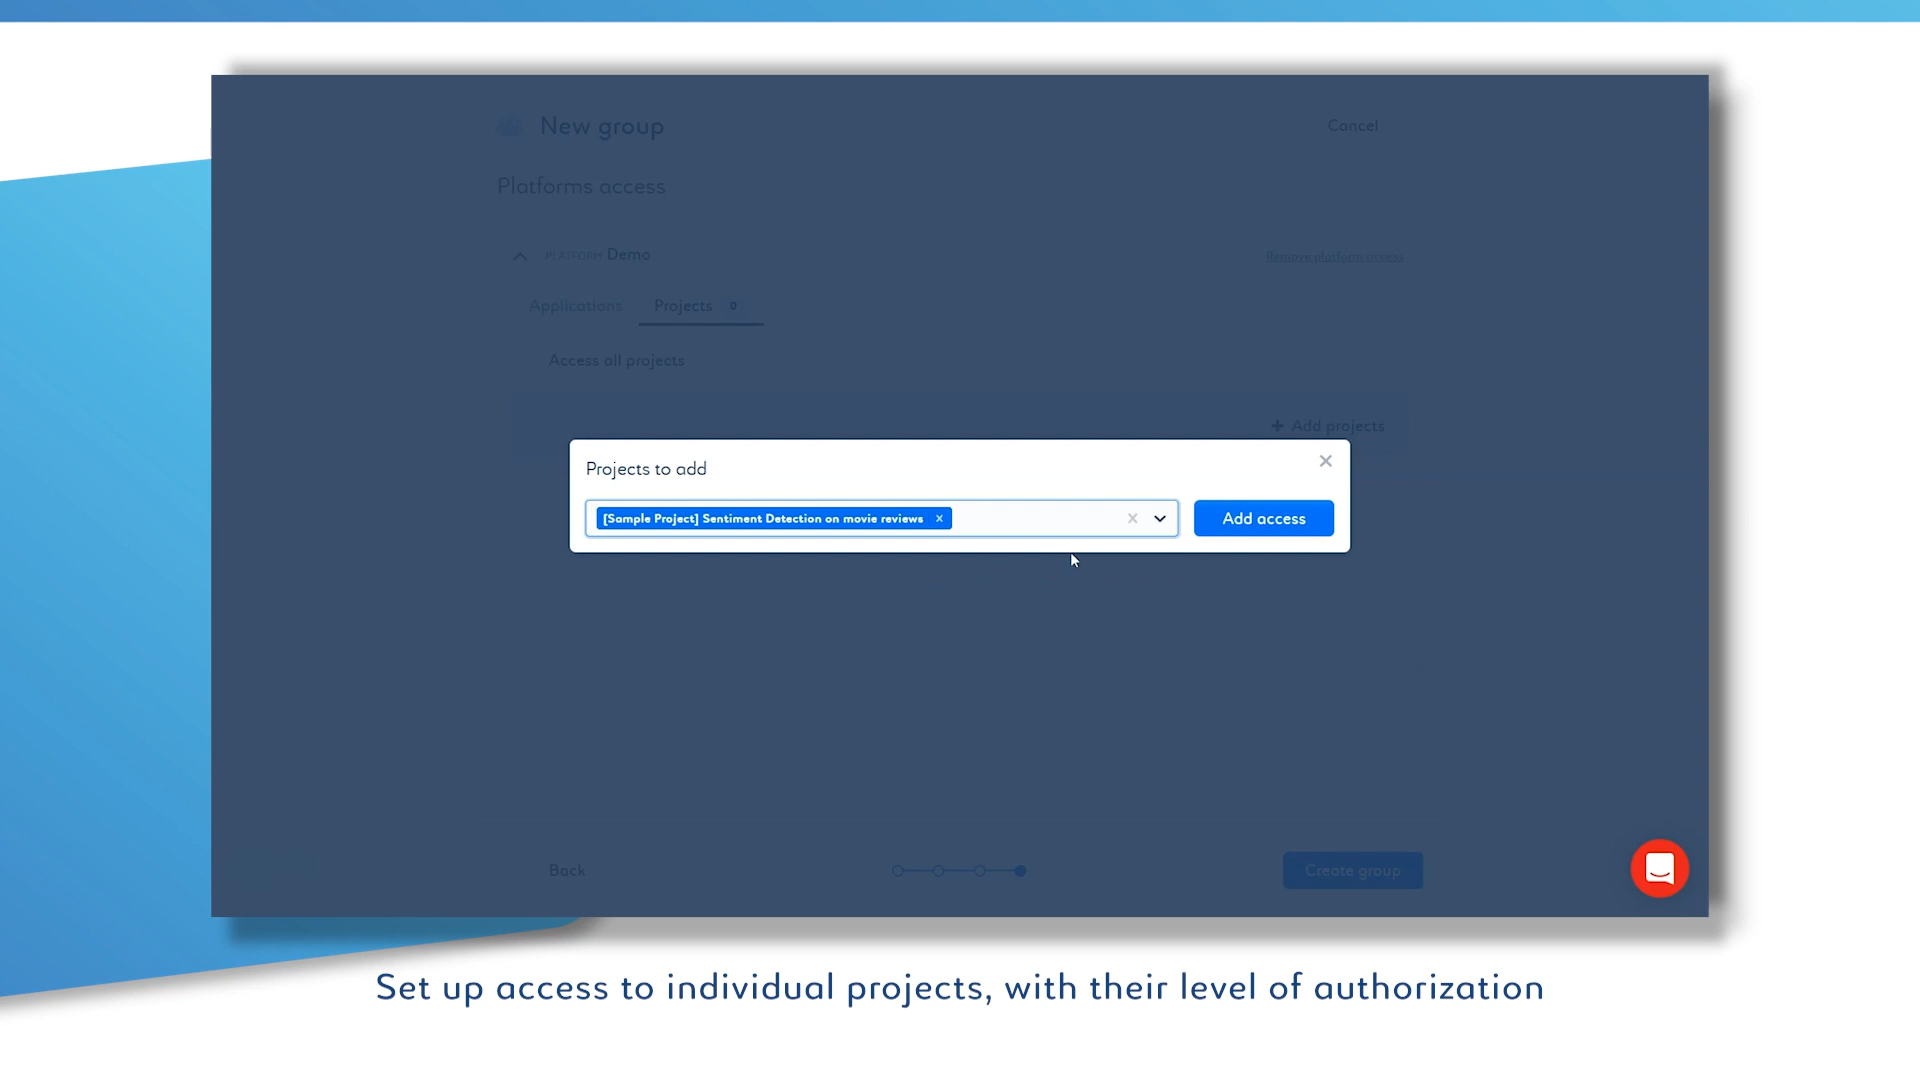 New group
Cancel
Platforms access
PLATFORM Demo
Remove platform access
Applications
Projects 0
Access all projects
+ Add projects
Projects to add
[Sample Project] Sentiment Detection on movie reviews
Add access
Back
Create group
Set up access to individual projects, with their level of authorization